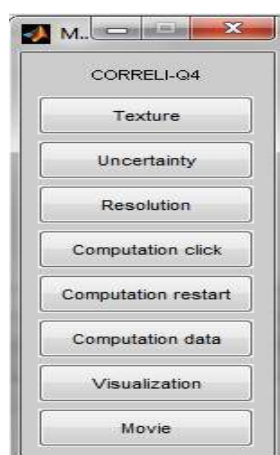 M..
CORRELI-Q4
Texture
Uncertainty
Resolution
Computation click
Computation restart
Computation data
Visualization
Movie